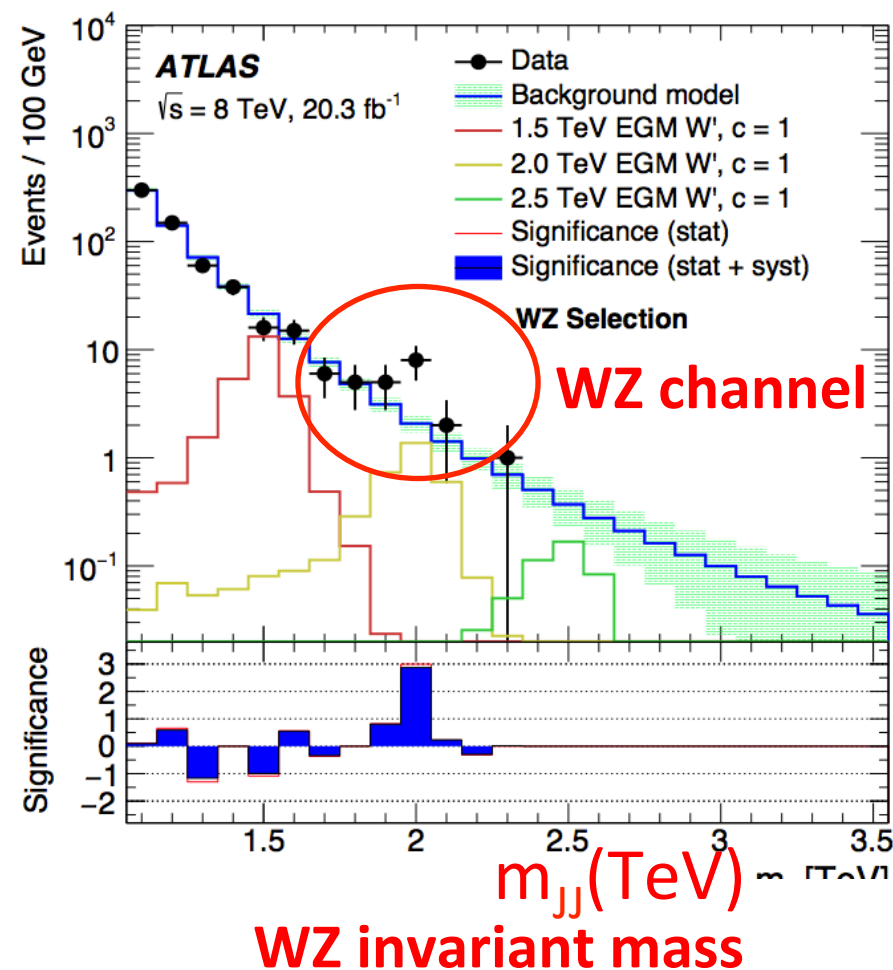 10⁴
ATLAS
√s = 8 TeV, 20.3 fb⁻¹
Data
Background model
1.5 TeV EGM W', c = 1
2.0 TeV EGM W', c = 1
2.5 TeV EGM W', c = 1
Significance (stat)
Significance (stat + syst)
WZ Selection
WZ channel
Events / 100 GeV
10³
10²
10
1
10⁻¹
Significance
3
2
1
0
−1
−2
1.5 2 2.5 3 3.5
m_JJ(TeV)
WZ invariant mass